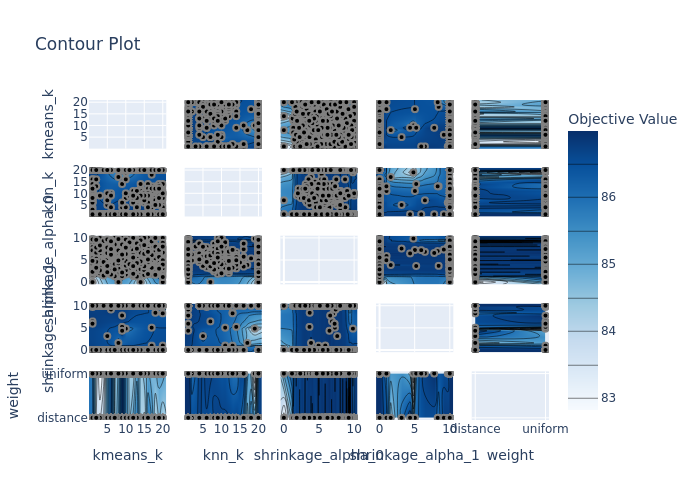 Contour Plot
Objective Value
kmeans_k
20
15
10
5
knn_k
20
15
10
5
shrinkage_alpha_0
10
5
0
shrinkage_alpha_1
10
5
0
weight
uniform
distance
5 10 15 20
5 10 15 20
0 5 10
0 5 10
distance uniform
kmeans_k
knn_k
shrinkage_alpha_0
shrinkage_alpha_1
weight
86
85
84
83